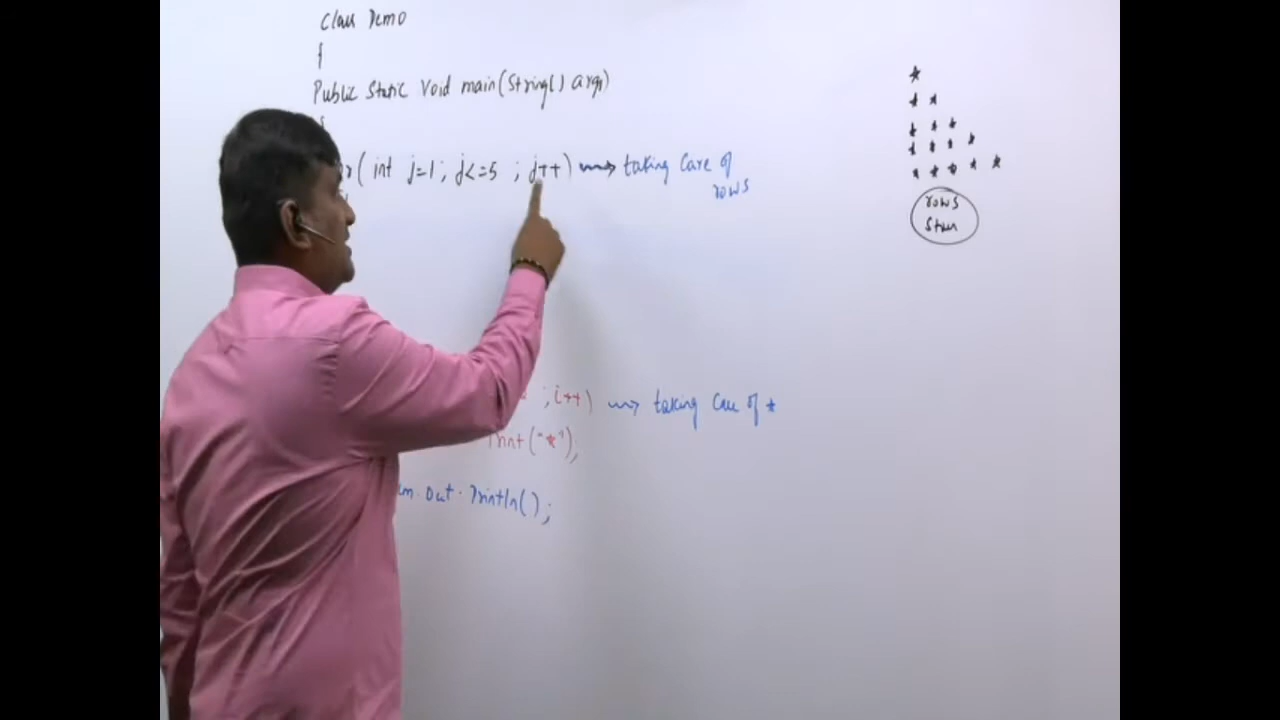 Class Demo
{
Public Static Void main(String[] args)
{
( int j=1; j<=5 ; j++) taking Care of
rows
; i++) taking Care of *
Print("*");
Out.Println();
*
* *
* * *
* * * *
* * * * *
rows
Star